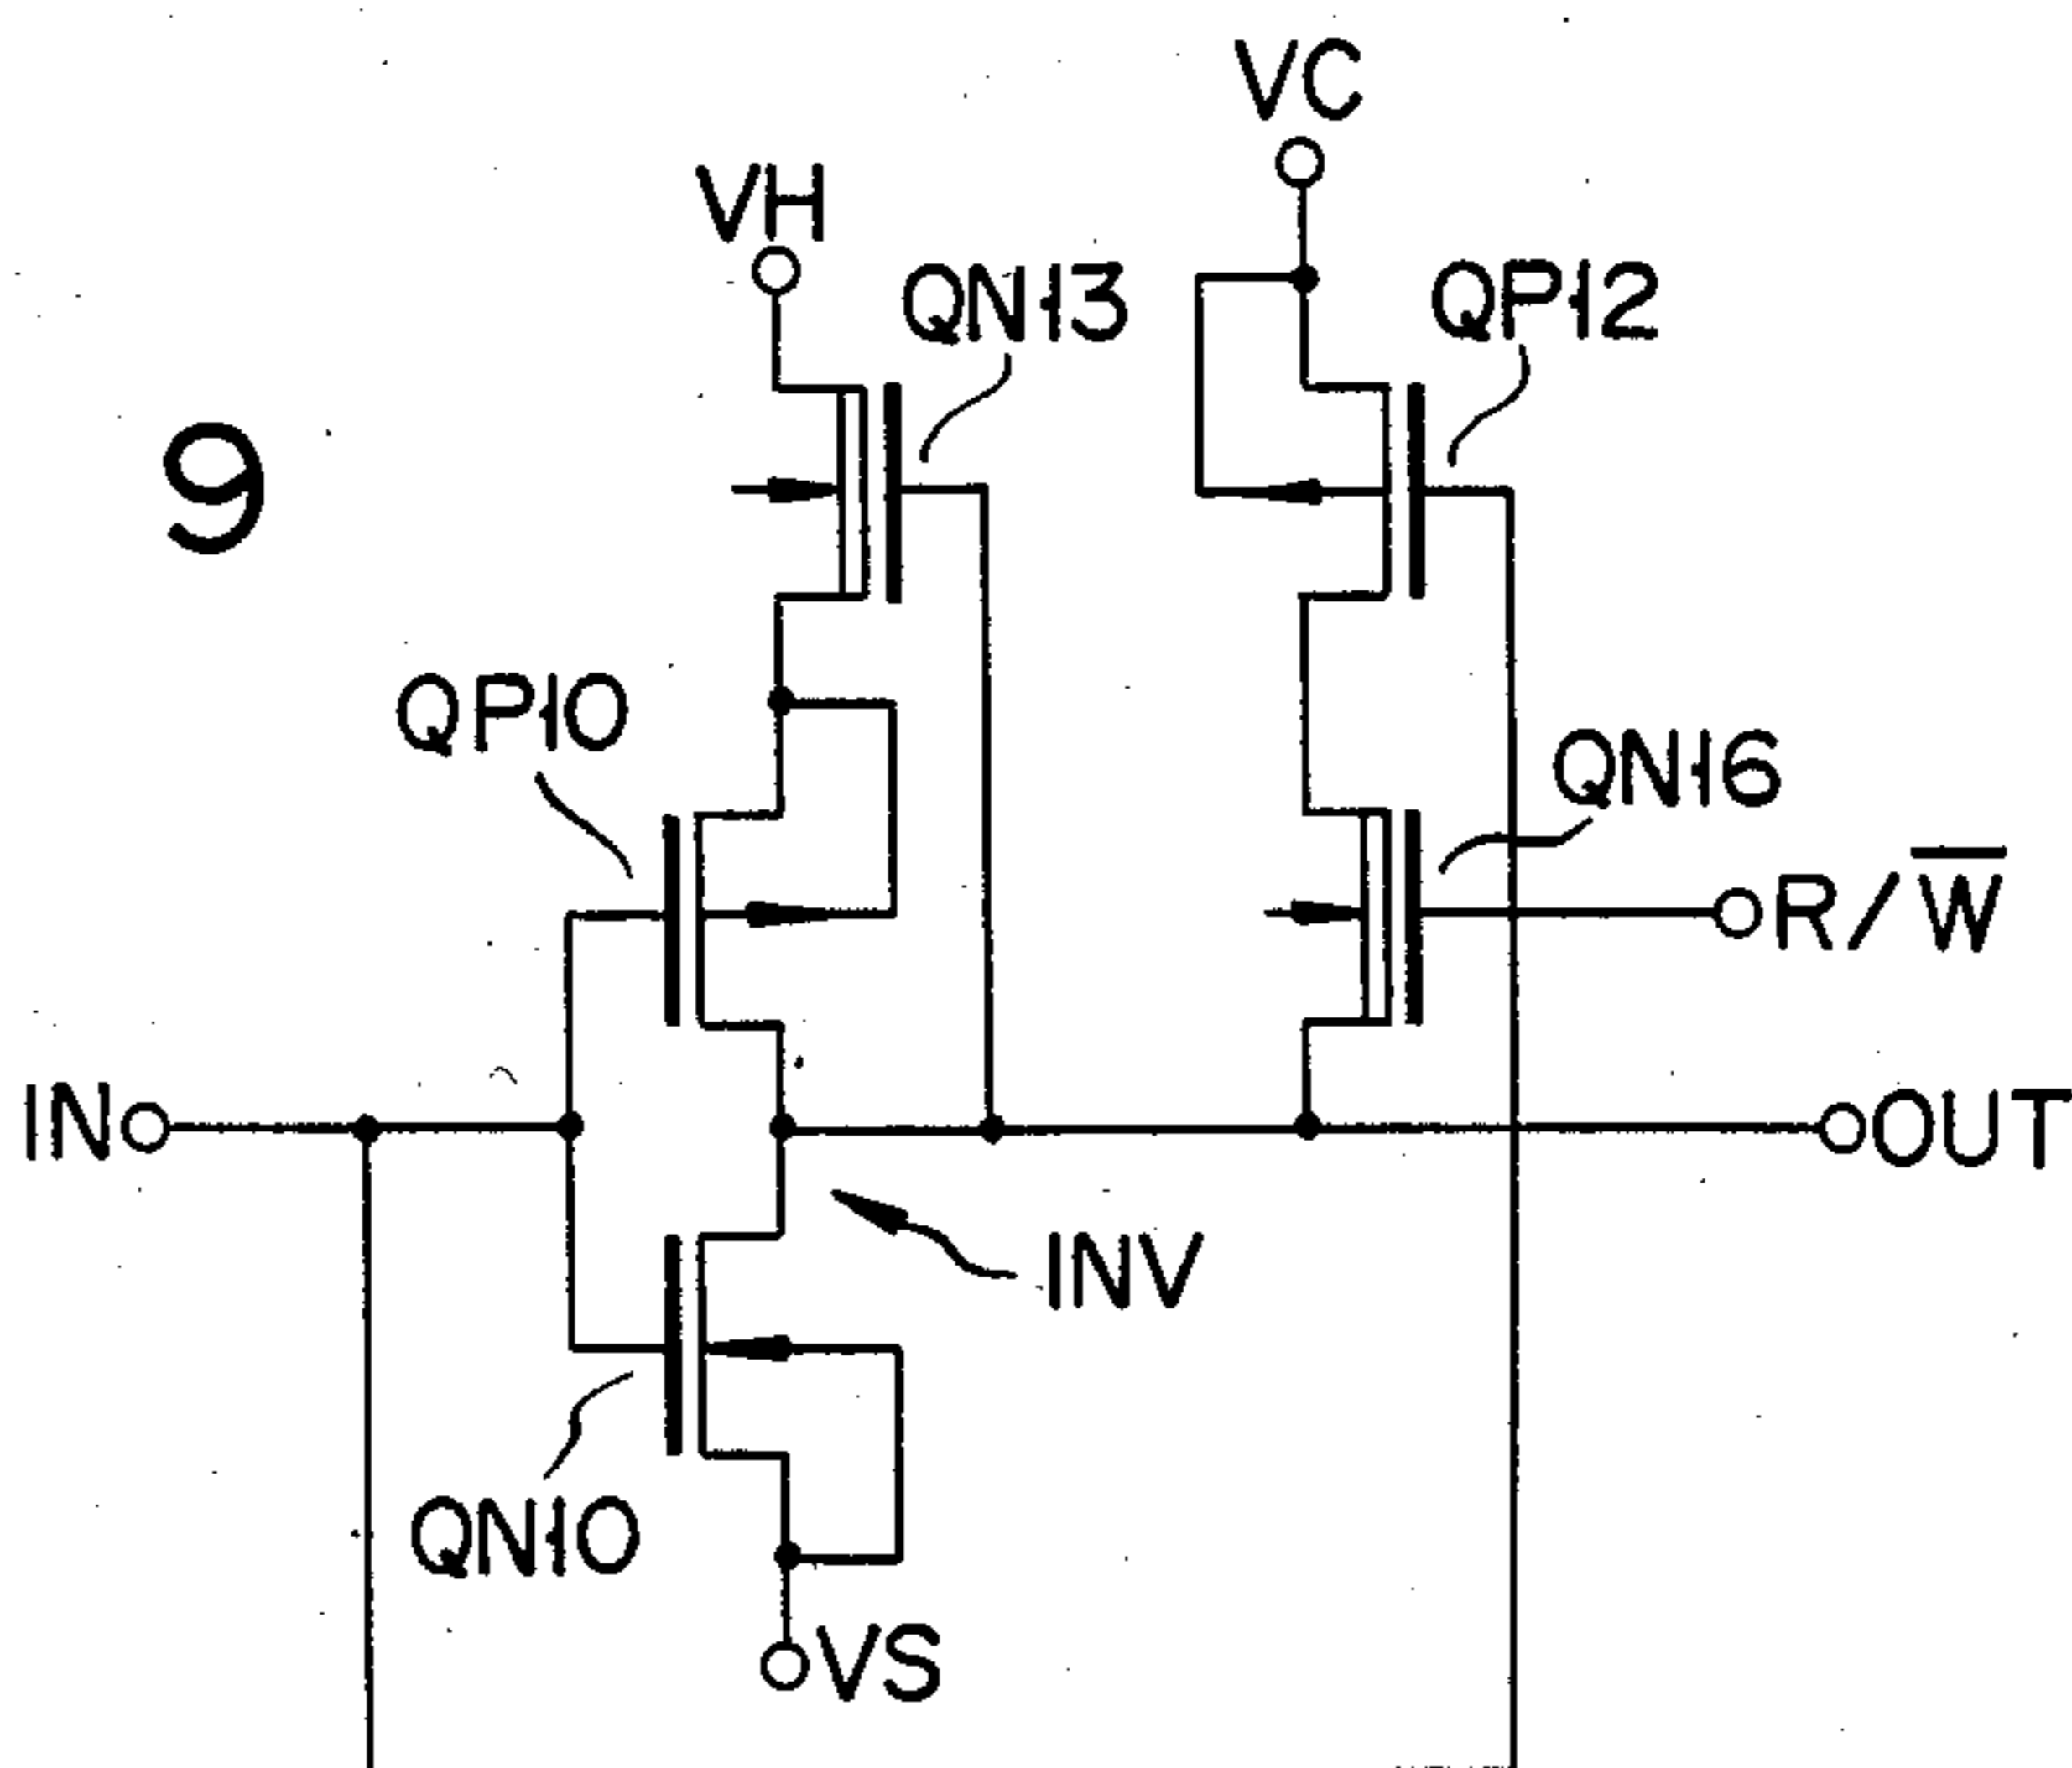 VC
VH
QN13
QP12
9
QP10
QN16
R/W̅
IN
OUT
INV
QN10
VS